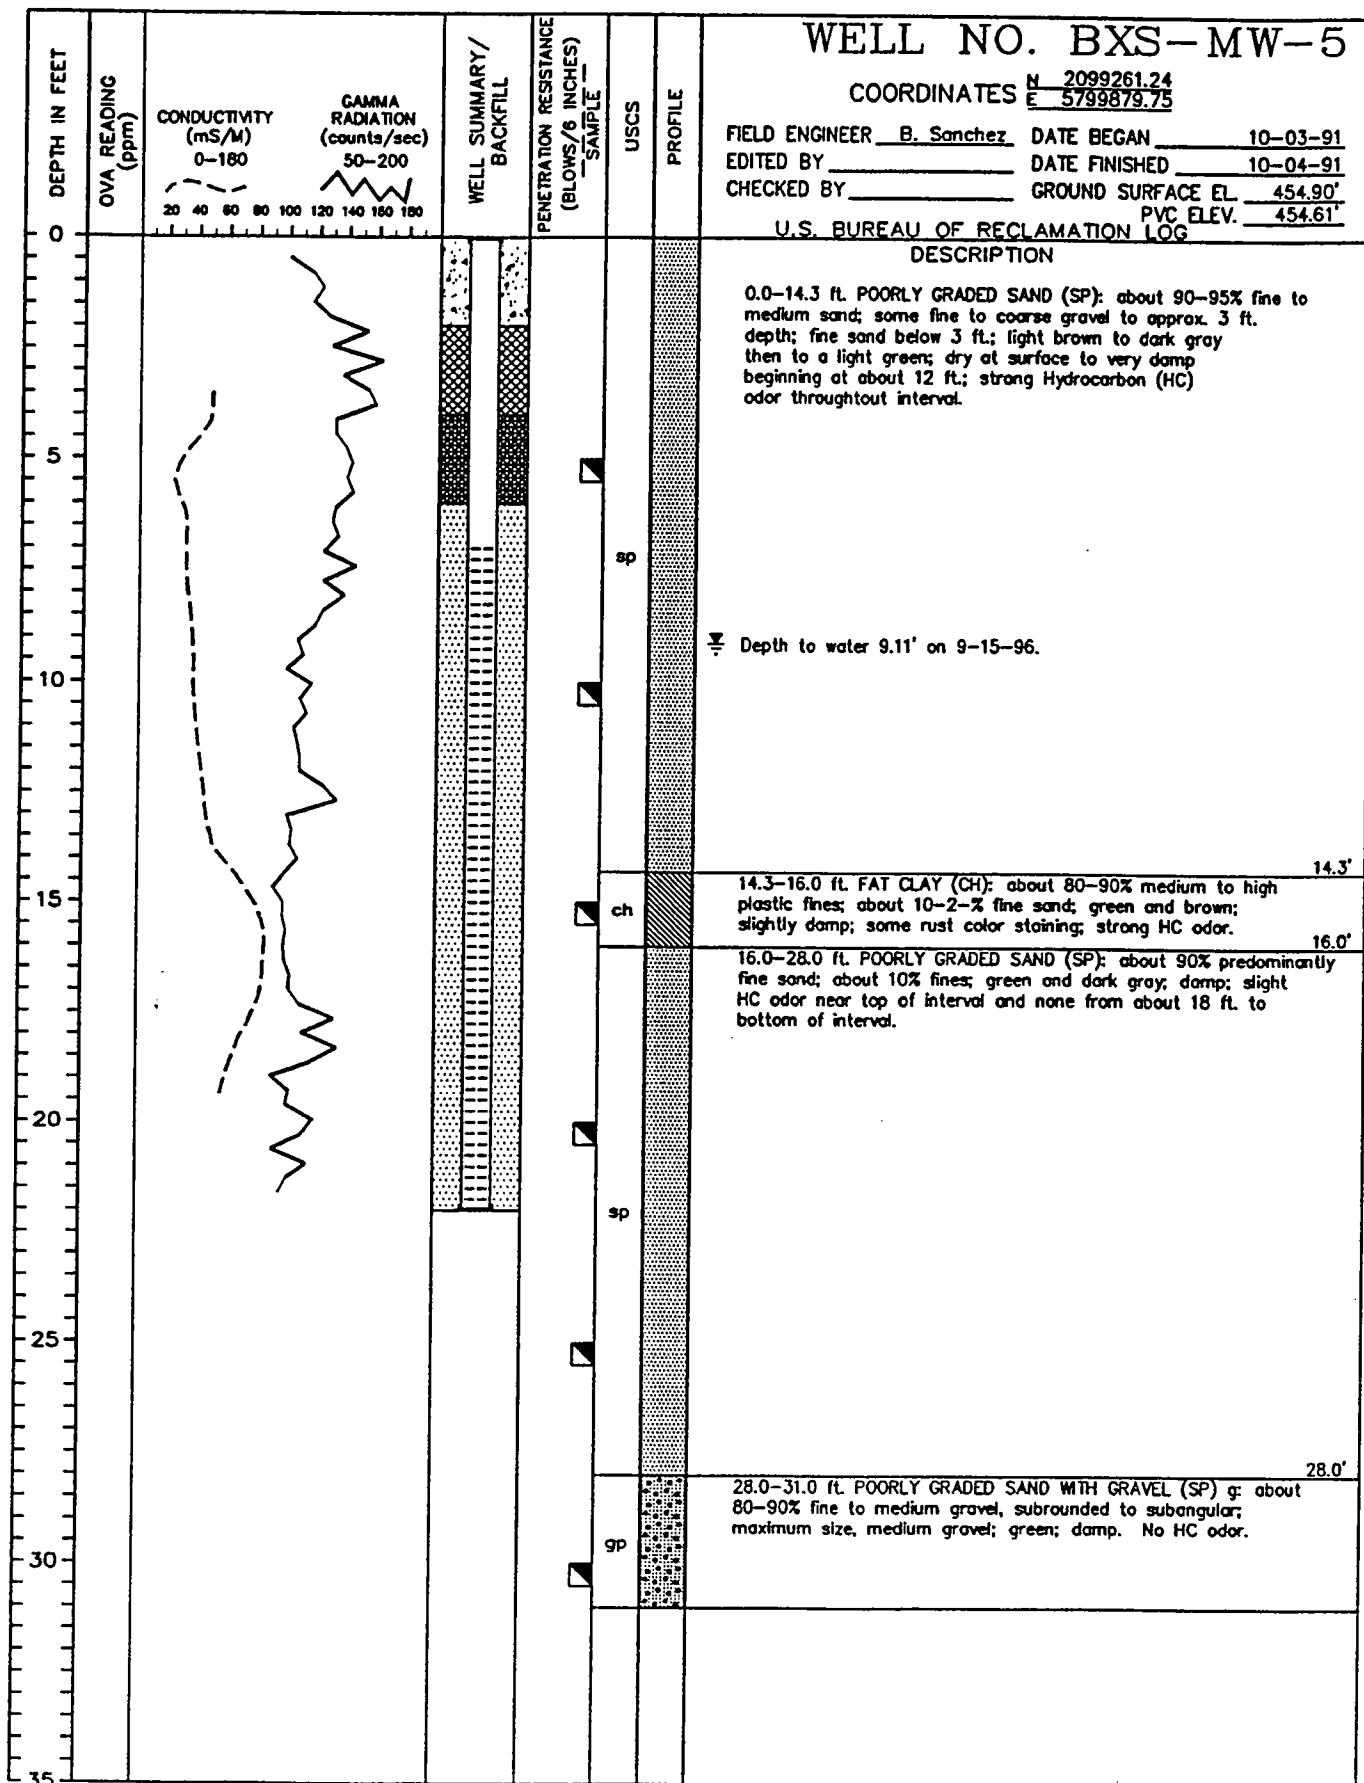 WELL NO. BXS-MW-5
COORDINATES N 2099261.24
E 5799879.75
FIELD ENGINEER B. Sanchez DATE BEGAN 10-03-91
EDITED BY DATE FINISHED 10-04-91
CHECKED BY GROUND SURFACE EL. 454.90'
PVC ELEV. 454.61'
U.S. BUREAU OF RECLAMATION LOG
DEPTH IN FEET
OVA READING
(ppm)
CONDUCTIVITY
(mS/M)
0-180
GAMMA
RADIATION
(counts/sec)
50-200
20 40 60 80 100 120 140 160 180
WELL SUMMARY/
BACKFILL
PENETRATION RESISTANCE
(BLOWS/6 INCHES)
SAMPLE
USCS
PROFILE
DESCRIPTION
0
0.0-14.3 ft. POORLY GRADED SAND (SP): about 90-95% fine to
medium sand; some fine to coarse gravel to approx. 3 ft.
depth; fine sand below 3 ft.; light brown to dark gray
then to a light green; dry at surface to very damp
beginning at about 12 ft.; strong Hydrocarbon (HC)
odor throughtout interval.
5
sp
Depth to water 9.11' on 9-15-96.
10
14.3'
14.3-16.0 ft. FAT CLAY (CH): about 80-90% medium to high
plastic fines; about 10-2-% fine sand; green and brown;
slightly damp; some rust color staining; strong HC odor.
15
ch
16.0'
16.0-28.0 ft. POORLY GRADED SAND (SP): about 90% predominantly
fine sand; about 10% fines; green and dark gray; damp; slight
HC odor near top of interval and none from about 18 ft. to
bottom of interval.
20
sp
25
28.0'
28.0-31.0 ft. POORLY GRADED SAND WITH GRAVEL (SP) g: about
80-90% fine to medium gravel, subrounded to subangular;
maximum size, medium gravel; green; damp. No HC odor.
gp
30
35